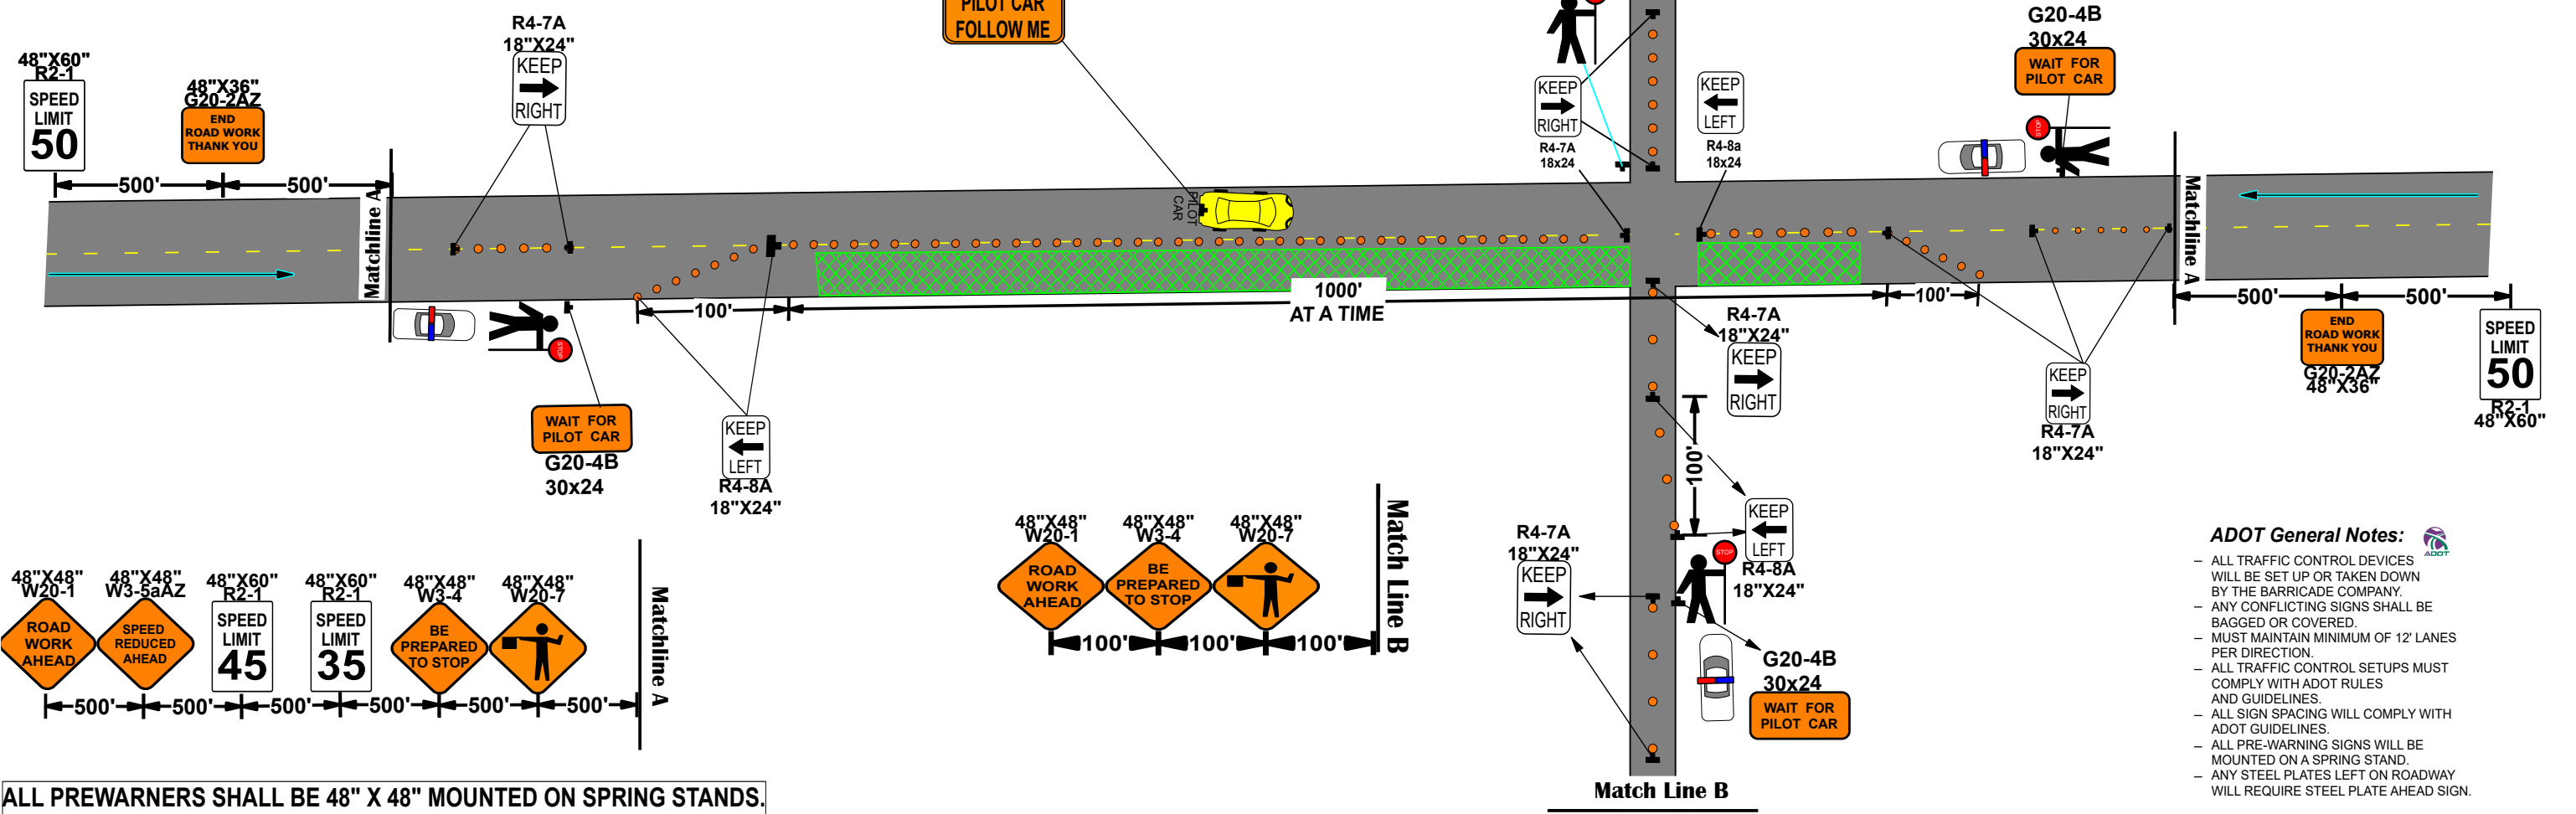 PILOT CAR
FOLLOW ME
48"X60"
R2-1
SPEED
LIMIT
50
48"X36"
G20-2AZ
END
ROAD WORK
THANK YOU
500'
500'
Matchline A
R4-7A
18"X24"
KEEP
RIGHT
PILOT
CAR
KEEP
RIGHT
R4-7A
18x24
KEEP
LEFT
R4-8a
18x24
G20-4B
30x24
WAIT FOR
PILOT CAR
STOP
Matchline A
500'
500'
END
ROAD WORK
THANK YOU
G20-2AZ
48"X36"
SPEED
LIMIT
50
R2-1
48"X60"
STOP
WAIT FOR
PILOT CAR
G20-4B
30x24
100'
KEEP
LEFT
R4-8A
18"X24"
1000'
AT A TIME
100'
R4-7A
18"X24"
KEEP
RIGHT
KEEP
RIGHT
R4-7A
18"X24"
100'
KEEP
LEFT
R4-8A
18"X24"
STOP
R4-7A
18"X24"
KEEP
RIGHT
G20-4B
30x24
WAIT FOR
PILOT CAR
Match Line B
48"X48"
W20-1
ROAD
WORK
AHEAD
48"X48"
W3-5aAZ
SPEED
REDUCED
AHEAD
48"X60"
R2-1
SPEED
LIMIT
45
48"X60"
R2-1
SPEED
LIMIT
35
48"X48"
W3-4
BE
PREPARED
TO STOP
48"X48"
W20-7
500'
500'
500'
500'
500'
500'
Matchline A
48"X48"
W20-1
ROAD
WORK
AHEAD
48"X48"
W3-4
BE
PREPARED
TO STOP
48"X48"
W20-7
100'
100'
100'
Match Line B
ADOT General Notes:
ADOT
– ALL TRAFFIC CONTROL DEVICES
WILL BE SET UP OR TAKEN DOWN
BY THE BARRICADE COMPANY.
– ANY CONFLICTING SIGNS SHALL BE
BAGGED OR COVERED.
– MUST MAINTAIN MINIMUM OF 12' LANES
PER DIRECTION.
– ALL TRAFFIC CONTROL SETUPS MUST
COMPLY WITH ADOT RULES
AND GUIDELINES.
– ALL SIGN SPACING WILL COMPLY WITH
ADOT GUIDELINES.
– ALL PRE-WARNING SIGNS WILL BE
MOUNTED ON A SPRING STAND.
– ANY STEEL PLATES LEFT ON ROADWAY
WILL REQUIRE STEEL PLATE AHEAD SIGN.
ALL PREWARNERS SHALL BE 48" X 48" MOUNTED ON SPRING STANDS.